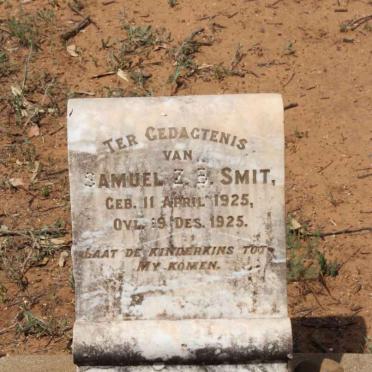 TER GEDACTENIS
VAN
SAMUEL Z. SMIT,
GEB. 11 APRIL 1925,
OVL. 9 DES. 1925.
LAAT DE KINDERKINS TOT
MY KOMEN.